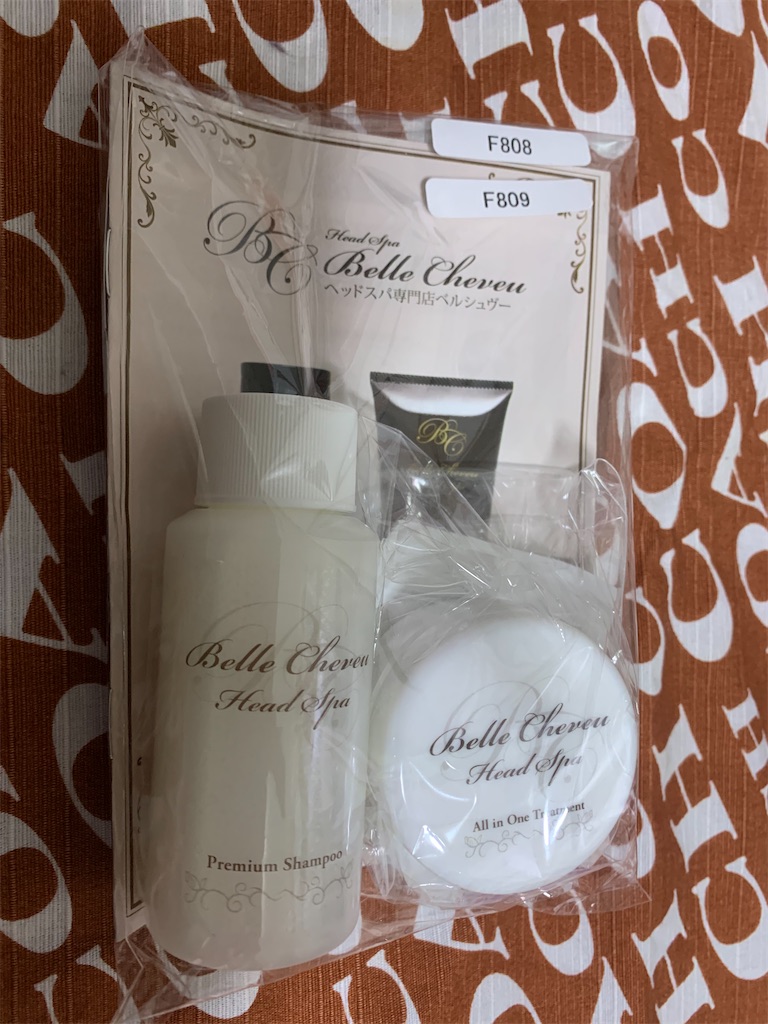 F808
F809
BC
Head Spa
Belle Cheveu
ヘッドスパ専門店ベルシュヴー
BC
Belle Cheveu
Head Spa
Premium Shampoo
Belle Cheveu
Head Spa
All in One Treatment